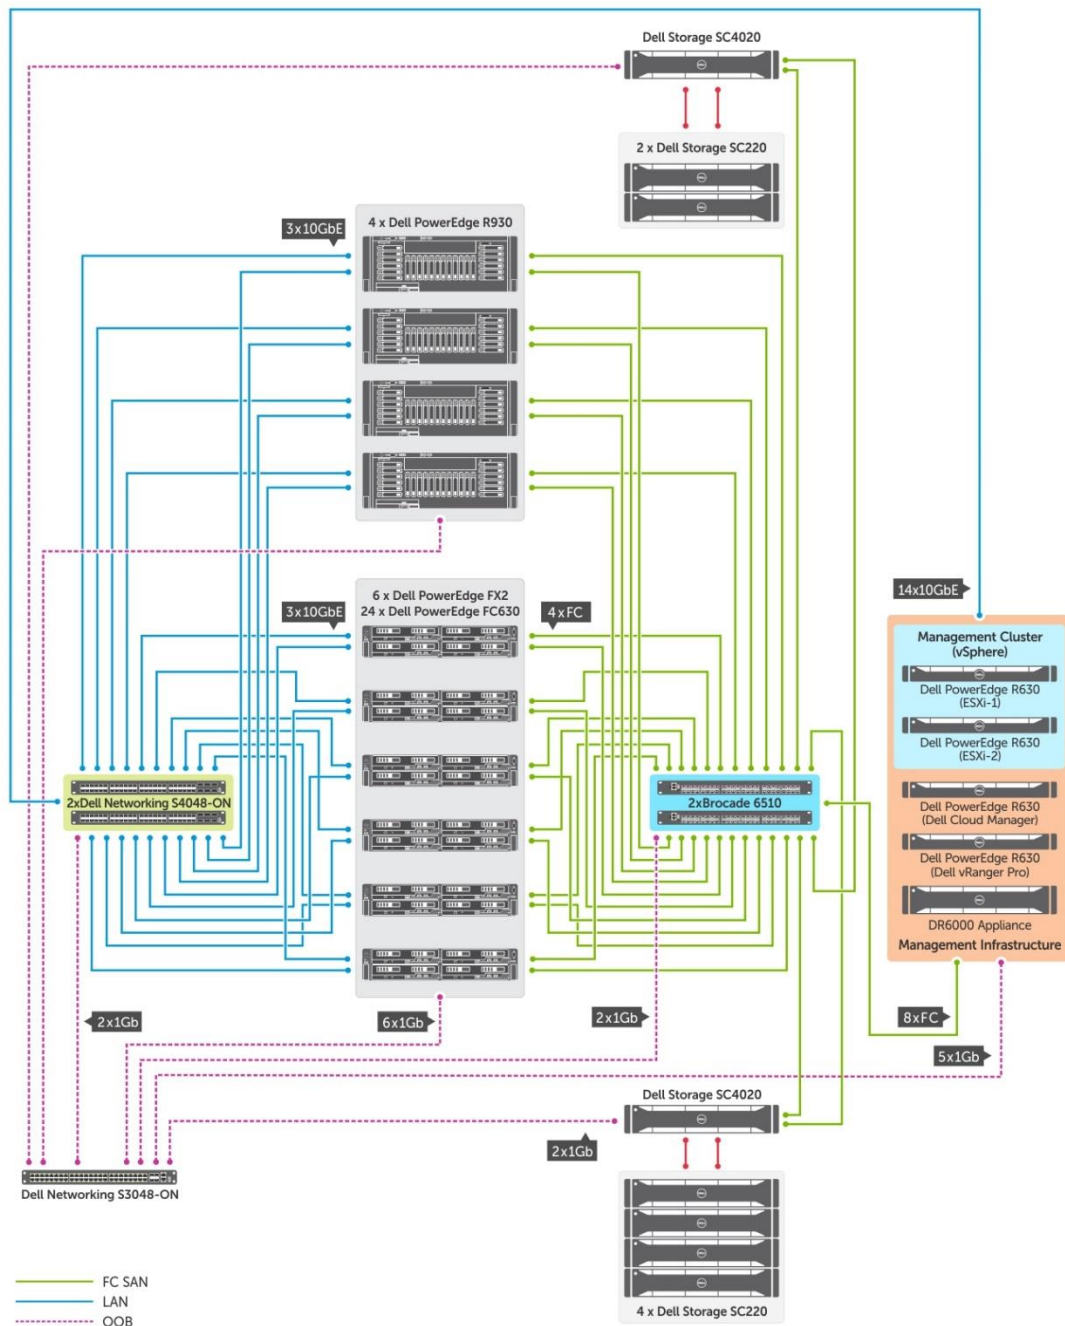 Dell Storage SC4020
2 x Dell Storage SC220
3x10GbE
4 x Dell PowerEdge R930
6 x Dell PowerEdge FX2
24 x Dell PowerEdge FC630
3x10GbE
4xFC
14x10GbE
Management Cluster
(vSphere)
Dell PowerEdge R630
(ESXi-1)
Dell PowerEdge R630
(ESXi-2)
2xDell Networking S4048-ON
2xBrocade 6510
Dell PowerEdge R630
(Dell Cloud Manager)
Dell PowerEdge R630
(Dell vRanger Pro)
DR6000 Appliance
Management Infrastructure
2x1Gb
6x1Gb
2x1Gb
8xFC
5x1Gb
Dell Storage SC4020
2x1Gb
Dell Networking S3048-ON
4 x Dell Storage SC220
FC SAN
LAN
OOB